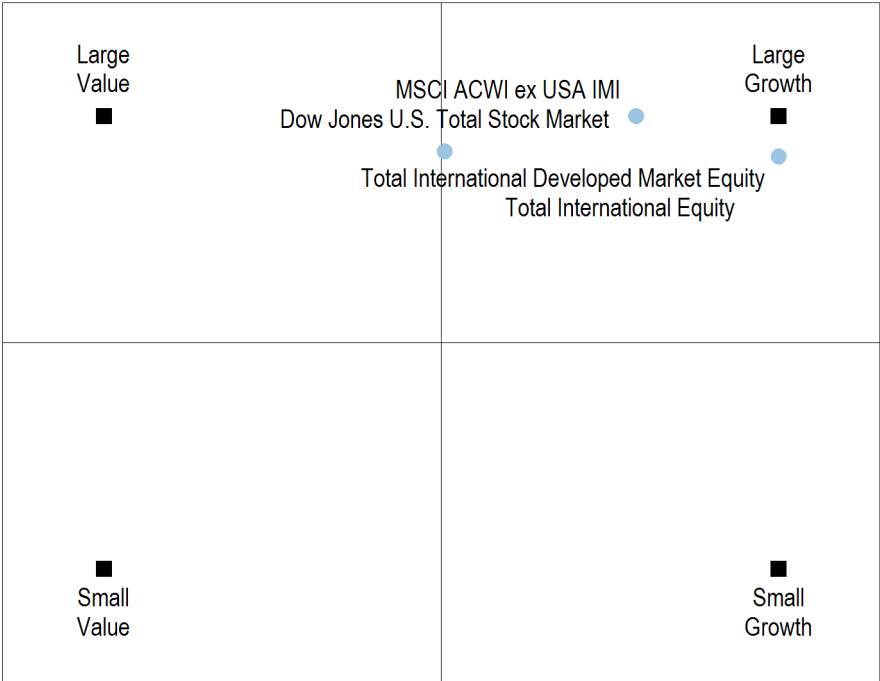 Large
Value
Large
Growth
MSCI ACWI ex USA IMI
Dow Jones U.S. Total Stock Market
Total International Developed Market Equity
Total International Equity
Small
Value
Small
Growth